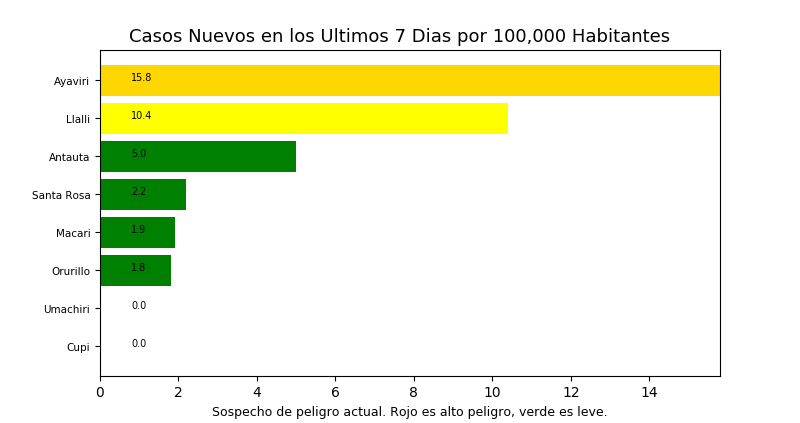 Casos Nuevos en los Ultimos 7 Dias por 100,000 Habitantes
Ayaviri 15.8
Llalli 10.4
Antauta 5.0
Santa Rosa 2.2
Macari 1.9
Orurillo 1.8
Umachiri 0.0
Cupi 0.0
0 2 4 6 8 10 12 14
Sospecho de peligro actual. Rojo es alto peligro, verde es leve.